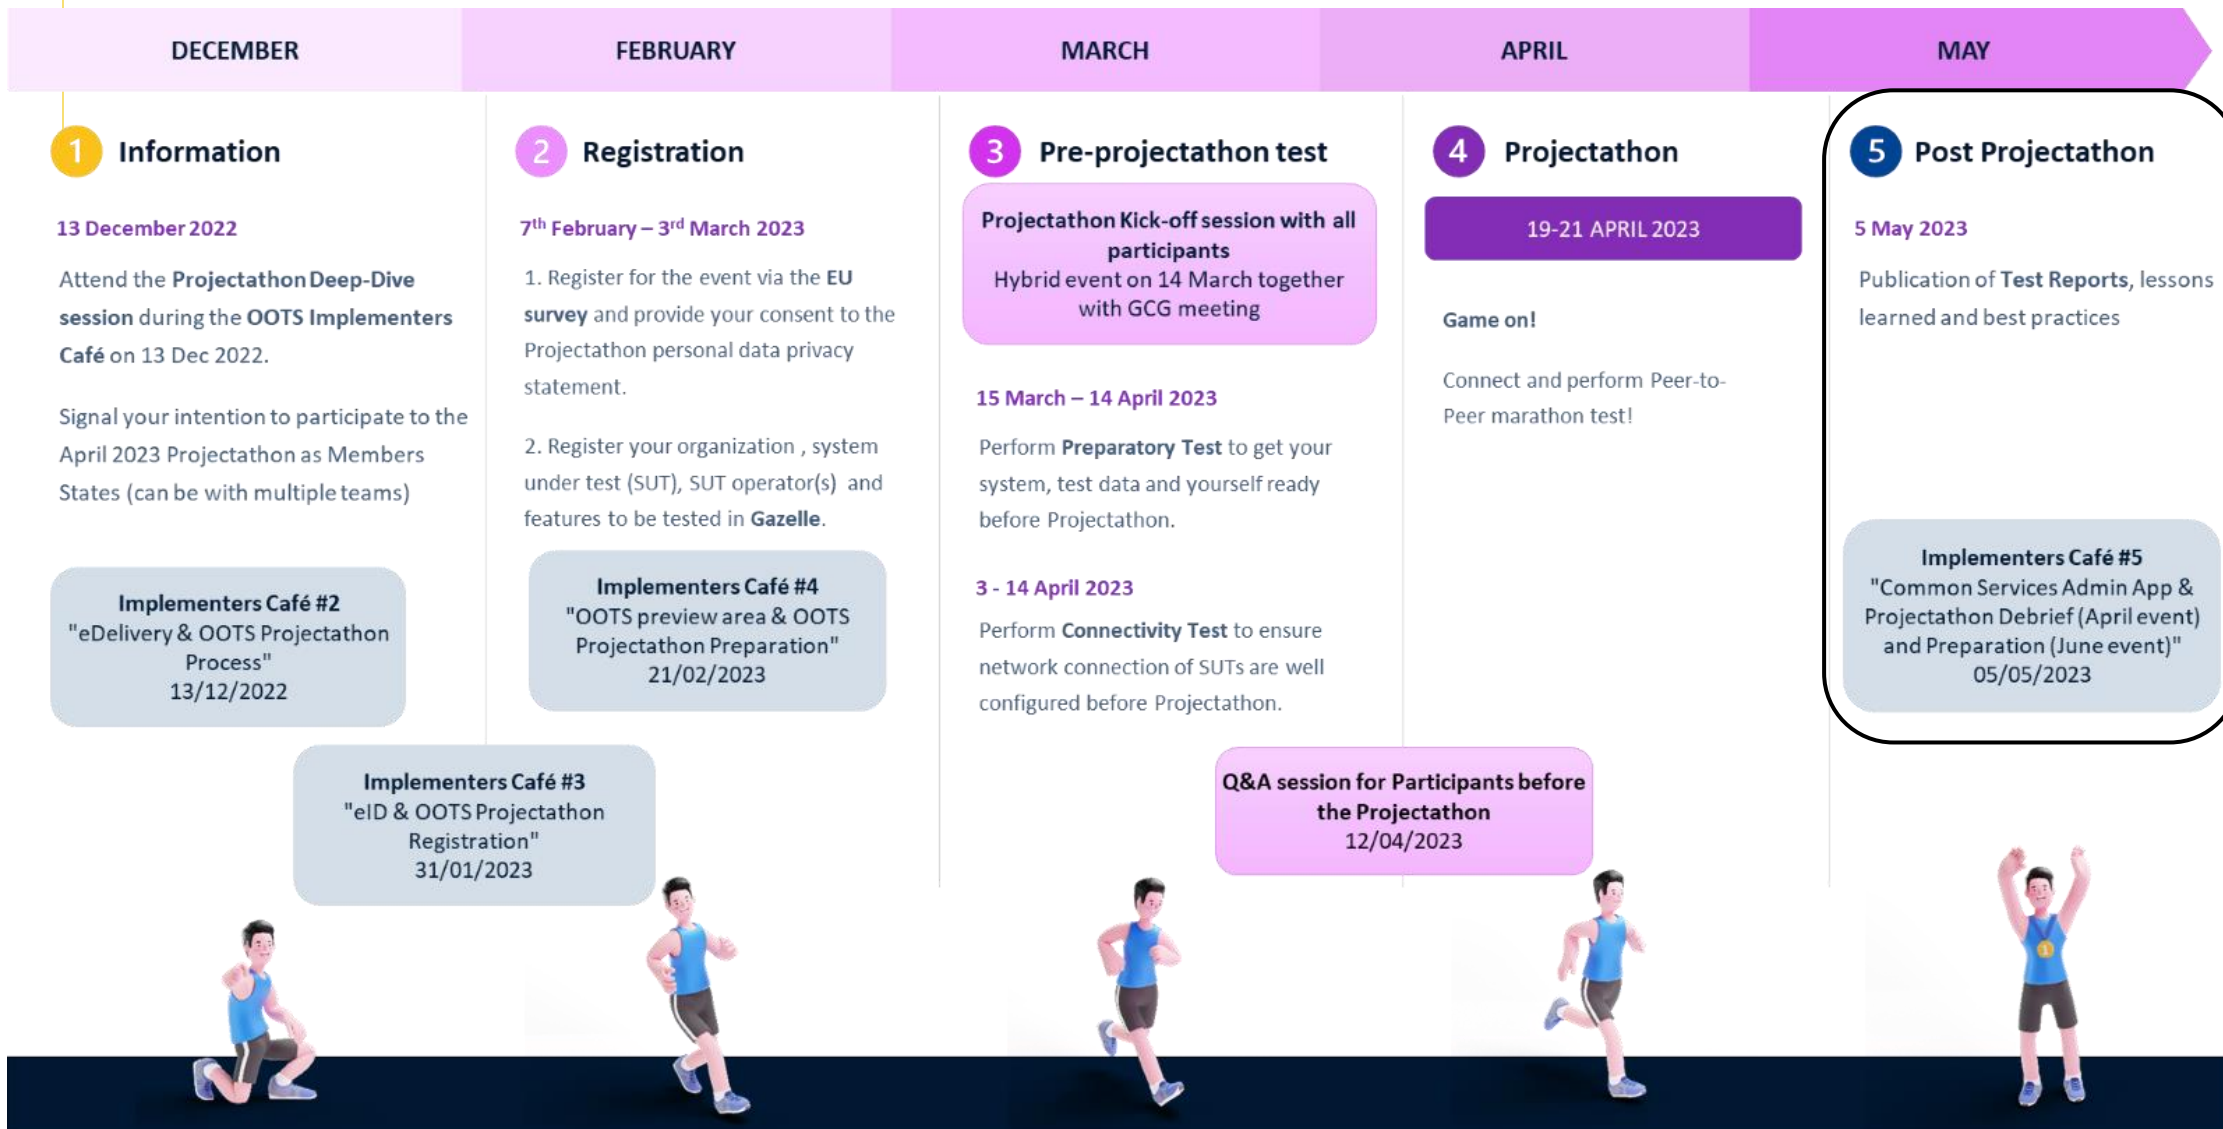 DECEMBER
FEBRUARY
MARCH
APRIL
MAY
1 Information
13 December 2022
Attend the Projectathon Deep-Dive
session during the OOTS Implementers
Café on 13 Dec 2022.
Signal your intention to participate to the
April 2023 Projectathon as Members
States (can be with multiple teams)
Implementers Café #2
"eDelivery & OOTS Projectathon
Process"
13/12/2022
Implementers Café #3
"eID & OOTS Projectathon
Registration"
31/01/2023
2 Registration
7th February – 3rd March 2023
1. Register for the event via the EU
survey and provide your consent to the
Projectathon personal data privacy
statement.
2. Register your organization , system
under test (SUT), SUT operator(s) and
features to be tested in Gazelle.
Implementers Café #4
"OOTS preview area & OOTS
Projectathon Preparation"
21/02/2023
3 Pre-projectathon test
Projectathon Kick-off session with all
participants
Hybrid event on 14 March together
with GCG meeting
15 March – 14 April 2023
Perform Preparatory Test to get your
system, test data and yourself ready
before Projectathon.
3 - 14 April 2023
Perform Connectivity Test to ensure
network connection of SUTs are well
configured before Projectathon.
Q&A session for Participants before
the Projectathon
12/04/2023
4 Projectathon
19-21 APRIL 2023
Game on!
Connect and perform Peer-to-
Peer marathon test!
5 Post Projectathon
5 May 2023
Publication of Test Reports, lessons
learned and best practices
Implementers Café #5
"Common Services Admin App &
Projectathon Debrief (April event)
and Preparation (June event)"
05/05/2023